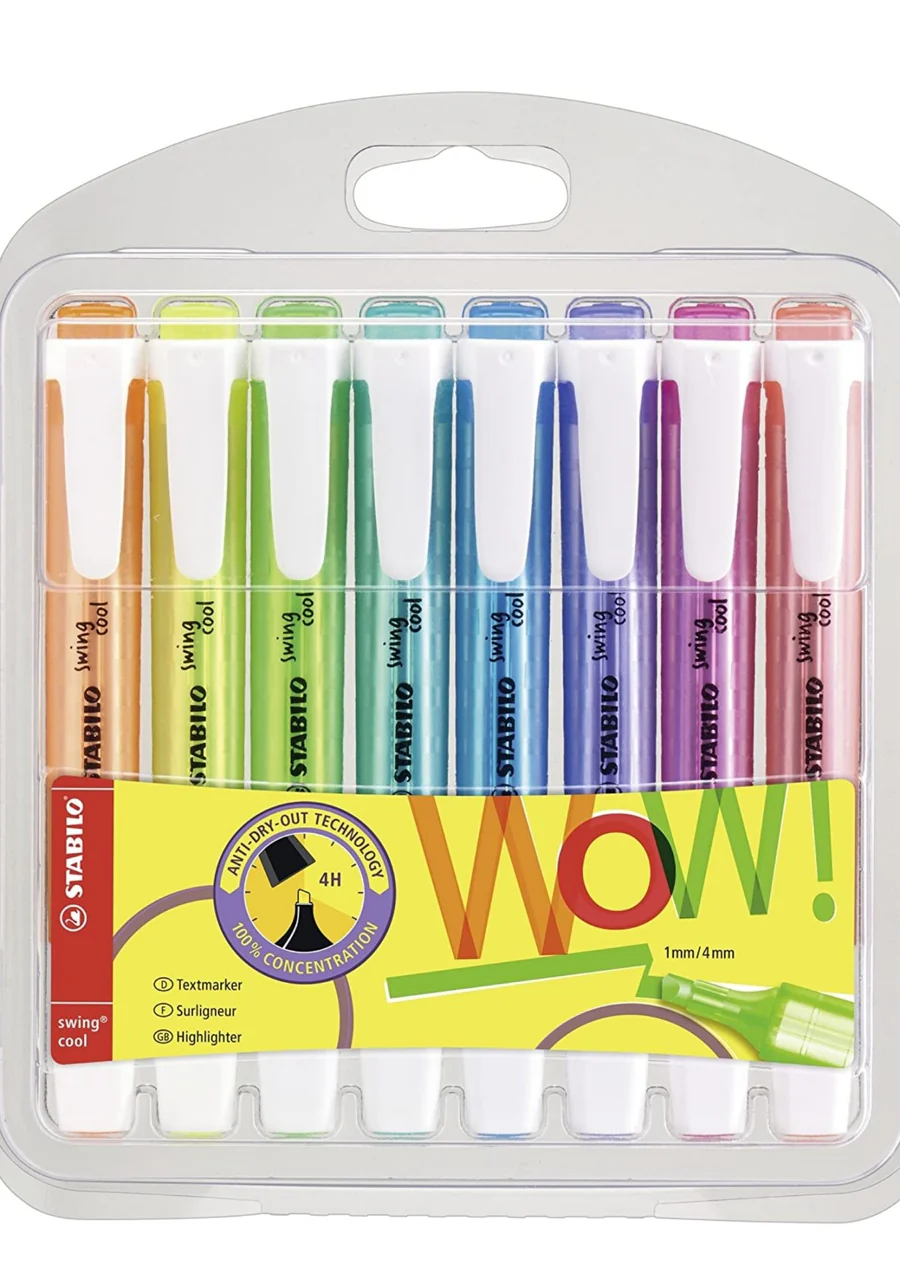 swing cool
STABILO
swing cool
STABILO
swing cool
STABILO
swing cool
STABILO
swing cool
STABILO
swing cool
STABILO
swing cool
STABILO
swing cool
STABILO
STABILO®
swing®
cool
ANTI-DRY-OUT TECHNOLOGY
4H
100% CONCENTRATION
D Textmarker
F Surligneur
GB Highlighter
WOW!
1mm/4mm